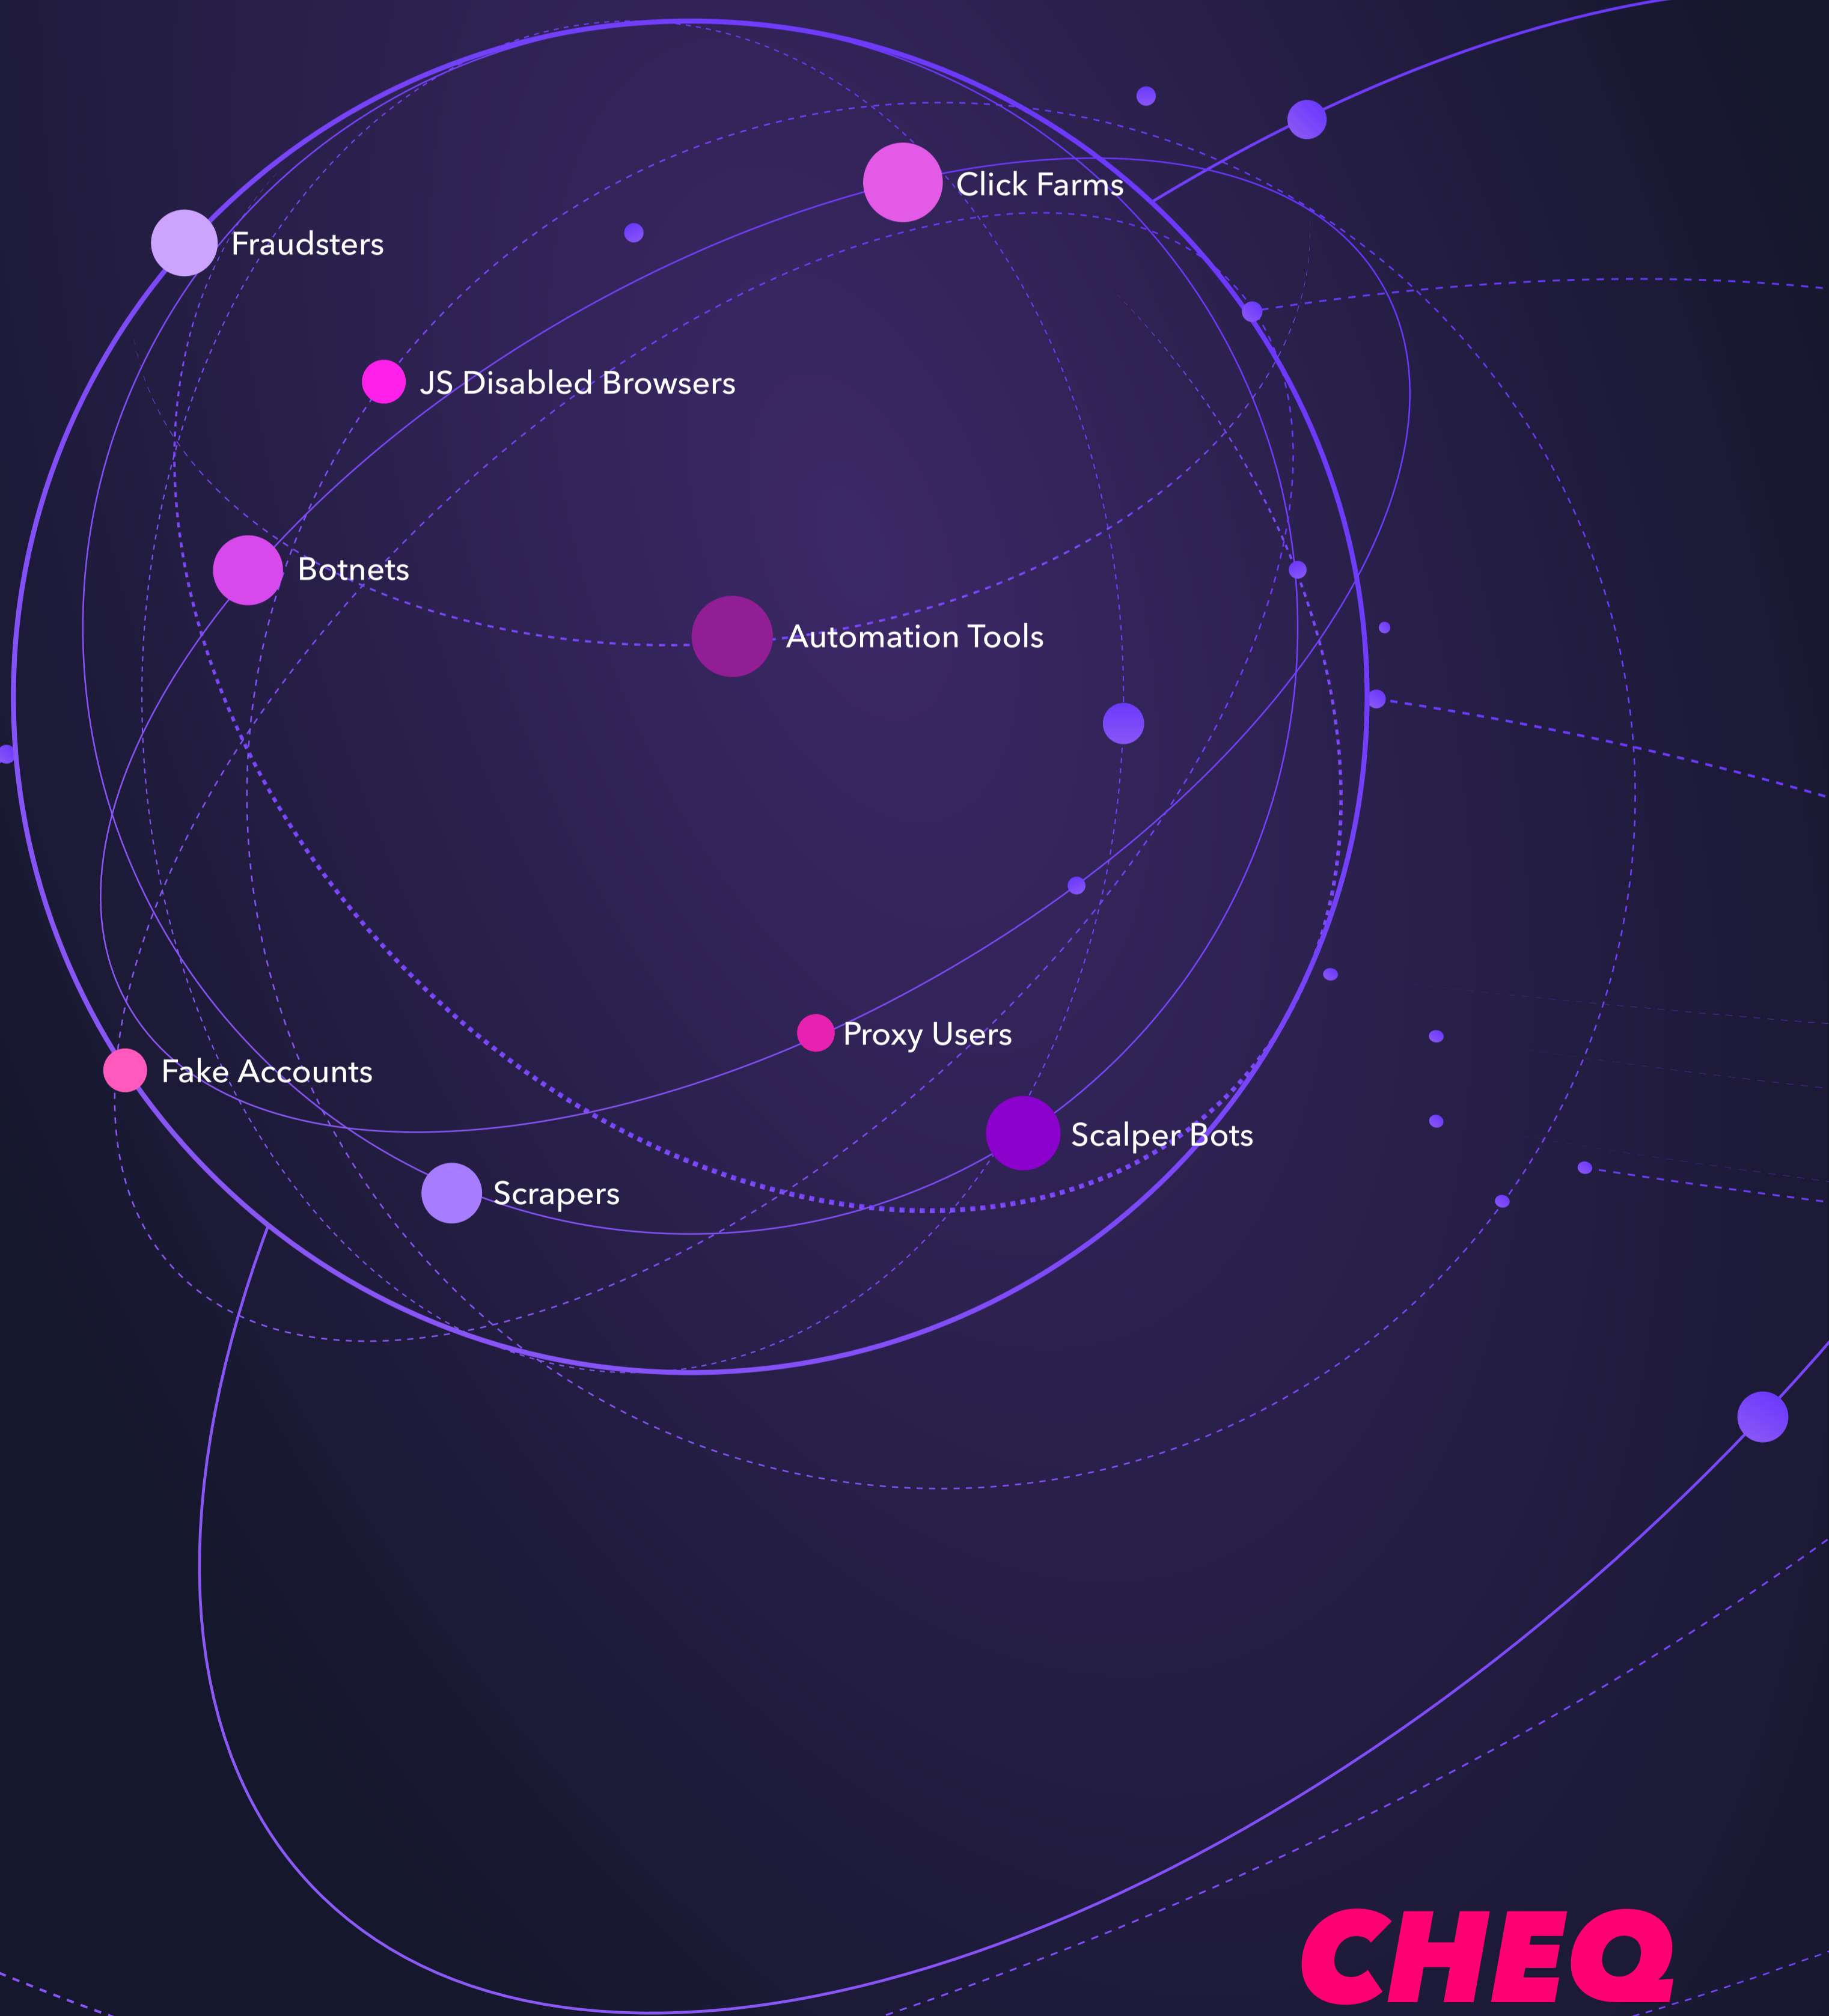 Click Farms
Fraudsters
JS Disabled Browsers
Botnets
Automation Tools
Proxy Users
Fake Accounts
Scalper Bots
Scrapers
CHEQ